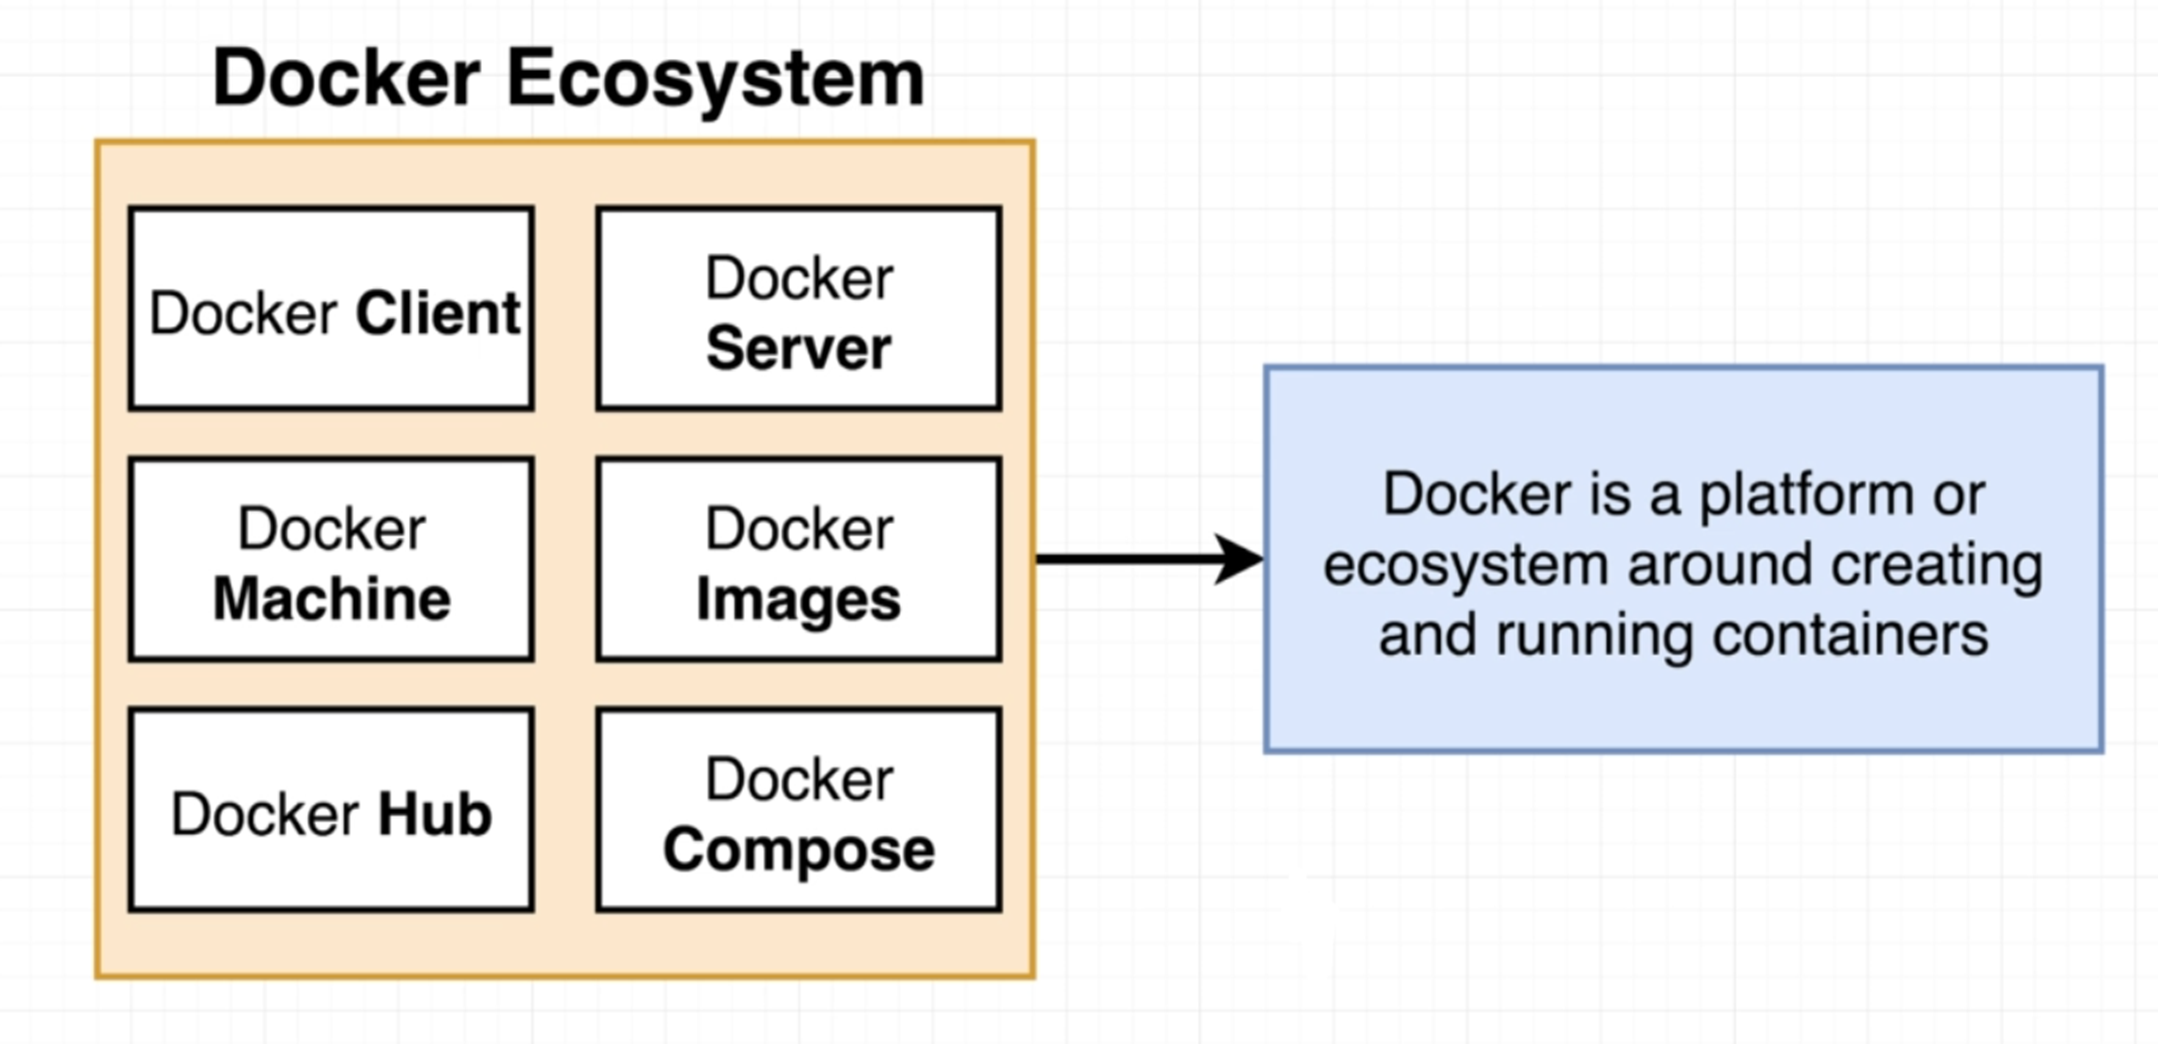 Docker Ecosystem
Docker Client
Docker
Server
Docker
Machine
Docker
Images
Docker Hub
Docker
Compose
Docker is a platform or
ecosystem around creating
and running containers